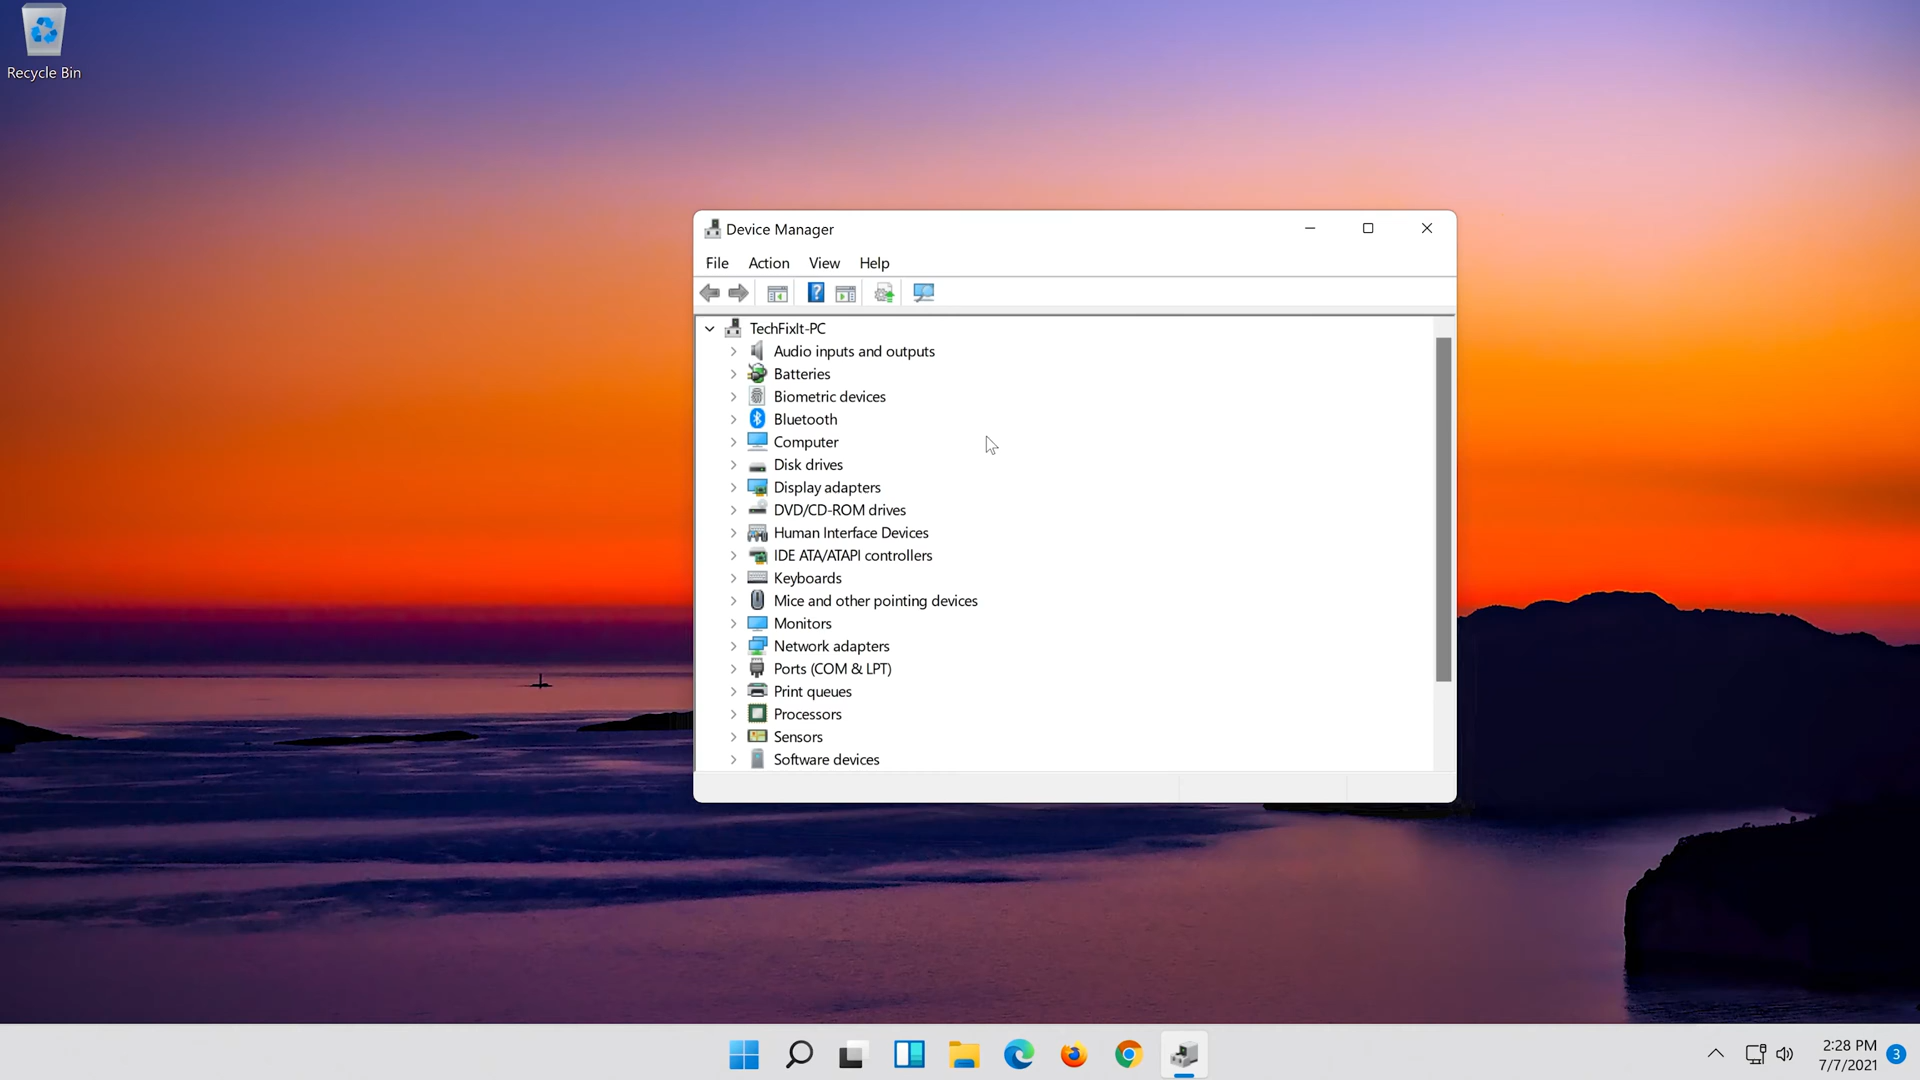 Recycle Bin
Device Manager
File Action View Help
?
TechFixIt-PC
Audio inputs and outputs
Batteries
Biometric devices
Bluetooth
Computer
Disk drives
Display adapters
DVD/CD-ROM drives
Human Interface Devices
IDE ATA/ATAPI controllers
Keyboards
Mice and other pointing devices
Monitors
Network adapters
Ports (COM & LPT)
Print queues
Processors
Sensors
Software devices
2:28 PM
7/7/2021
3